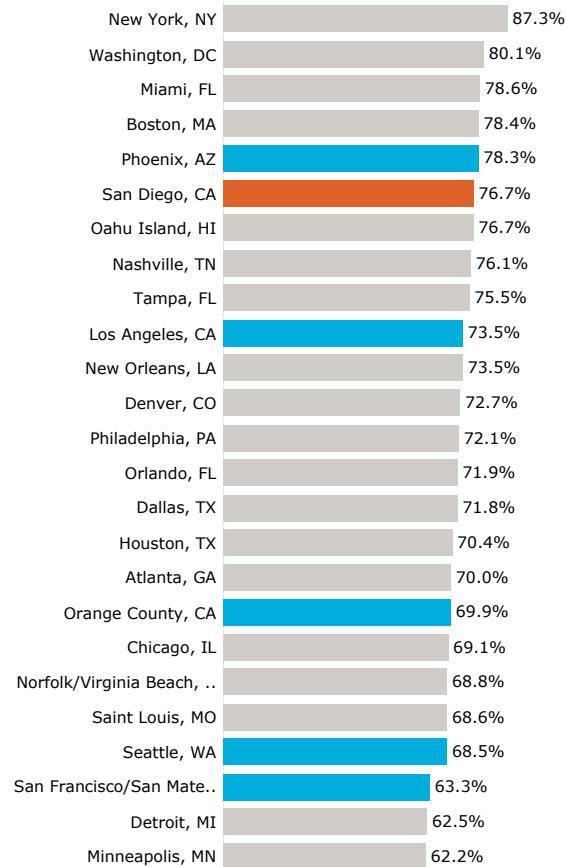 New York, NY 87.3%
Washington, DC 80.1%
Miami, FL 78.6%
Boston, MA 78.4%
Phoenix, AZ 78.3%
San Diego, CA 76.7%
Oahu Island, HI 76.7%
Nashville, TN 76.1%
Tampa, FL 75.5%
Los Angeles, CA 73.5%
New Orleans, LA 73.5%
Denver, CO 72.7%
Philadelphia, PA 72.1%
Orlando, FL 71.9%
Dallas, TX 71.8%
Houston, TX 70.4%
Atlanta, GA 70.0%
Orange County, CA 69.9%
Chicago, IL 69.1%
Norfolk/Virginia Beach, .. 68.8%
Saint Louis, MO 68.6%
Seattle, WA 68.5%
San Francisco/San Mate.. 63.3%
Detroit, MI 62.5%
Minneapolis, MN 62.2%